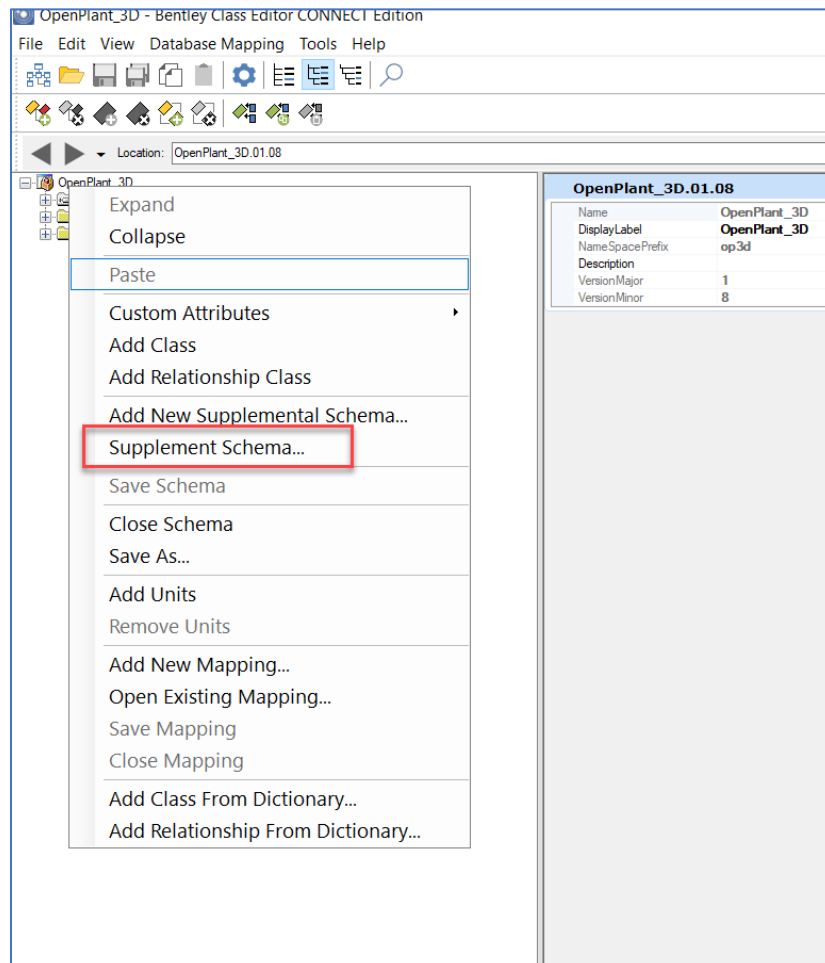 OpenPlant_3D - Bentley Class Editor CONNECT Edition
File Edit View Database Mapping Tools Help
Location: OpenPlant_3D.01.08
OpenPlant_3D
Expand
Collapse
Paste
Custom Attributes
Add Class
Add Relationship Class
Add New Supplemental Schema...
Supplement Schema...
Save Schema
Close Schema
Save As...
Add Units
Remove Units
Add New Mapping...
Open Existing Mapping...
Save Mapping
Close Mapping
Add Class From Dictionary...
Add Relationship From Dictionary...
OpenPlant_3D.01.08
Name OpenPlant_3D
DisplayLabel OpenPlant_3D
NameSpacePrefix op3d
Description
VersionMajor 1
VersionMinor 8